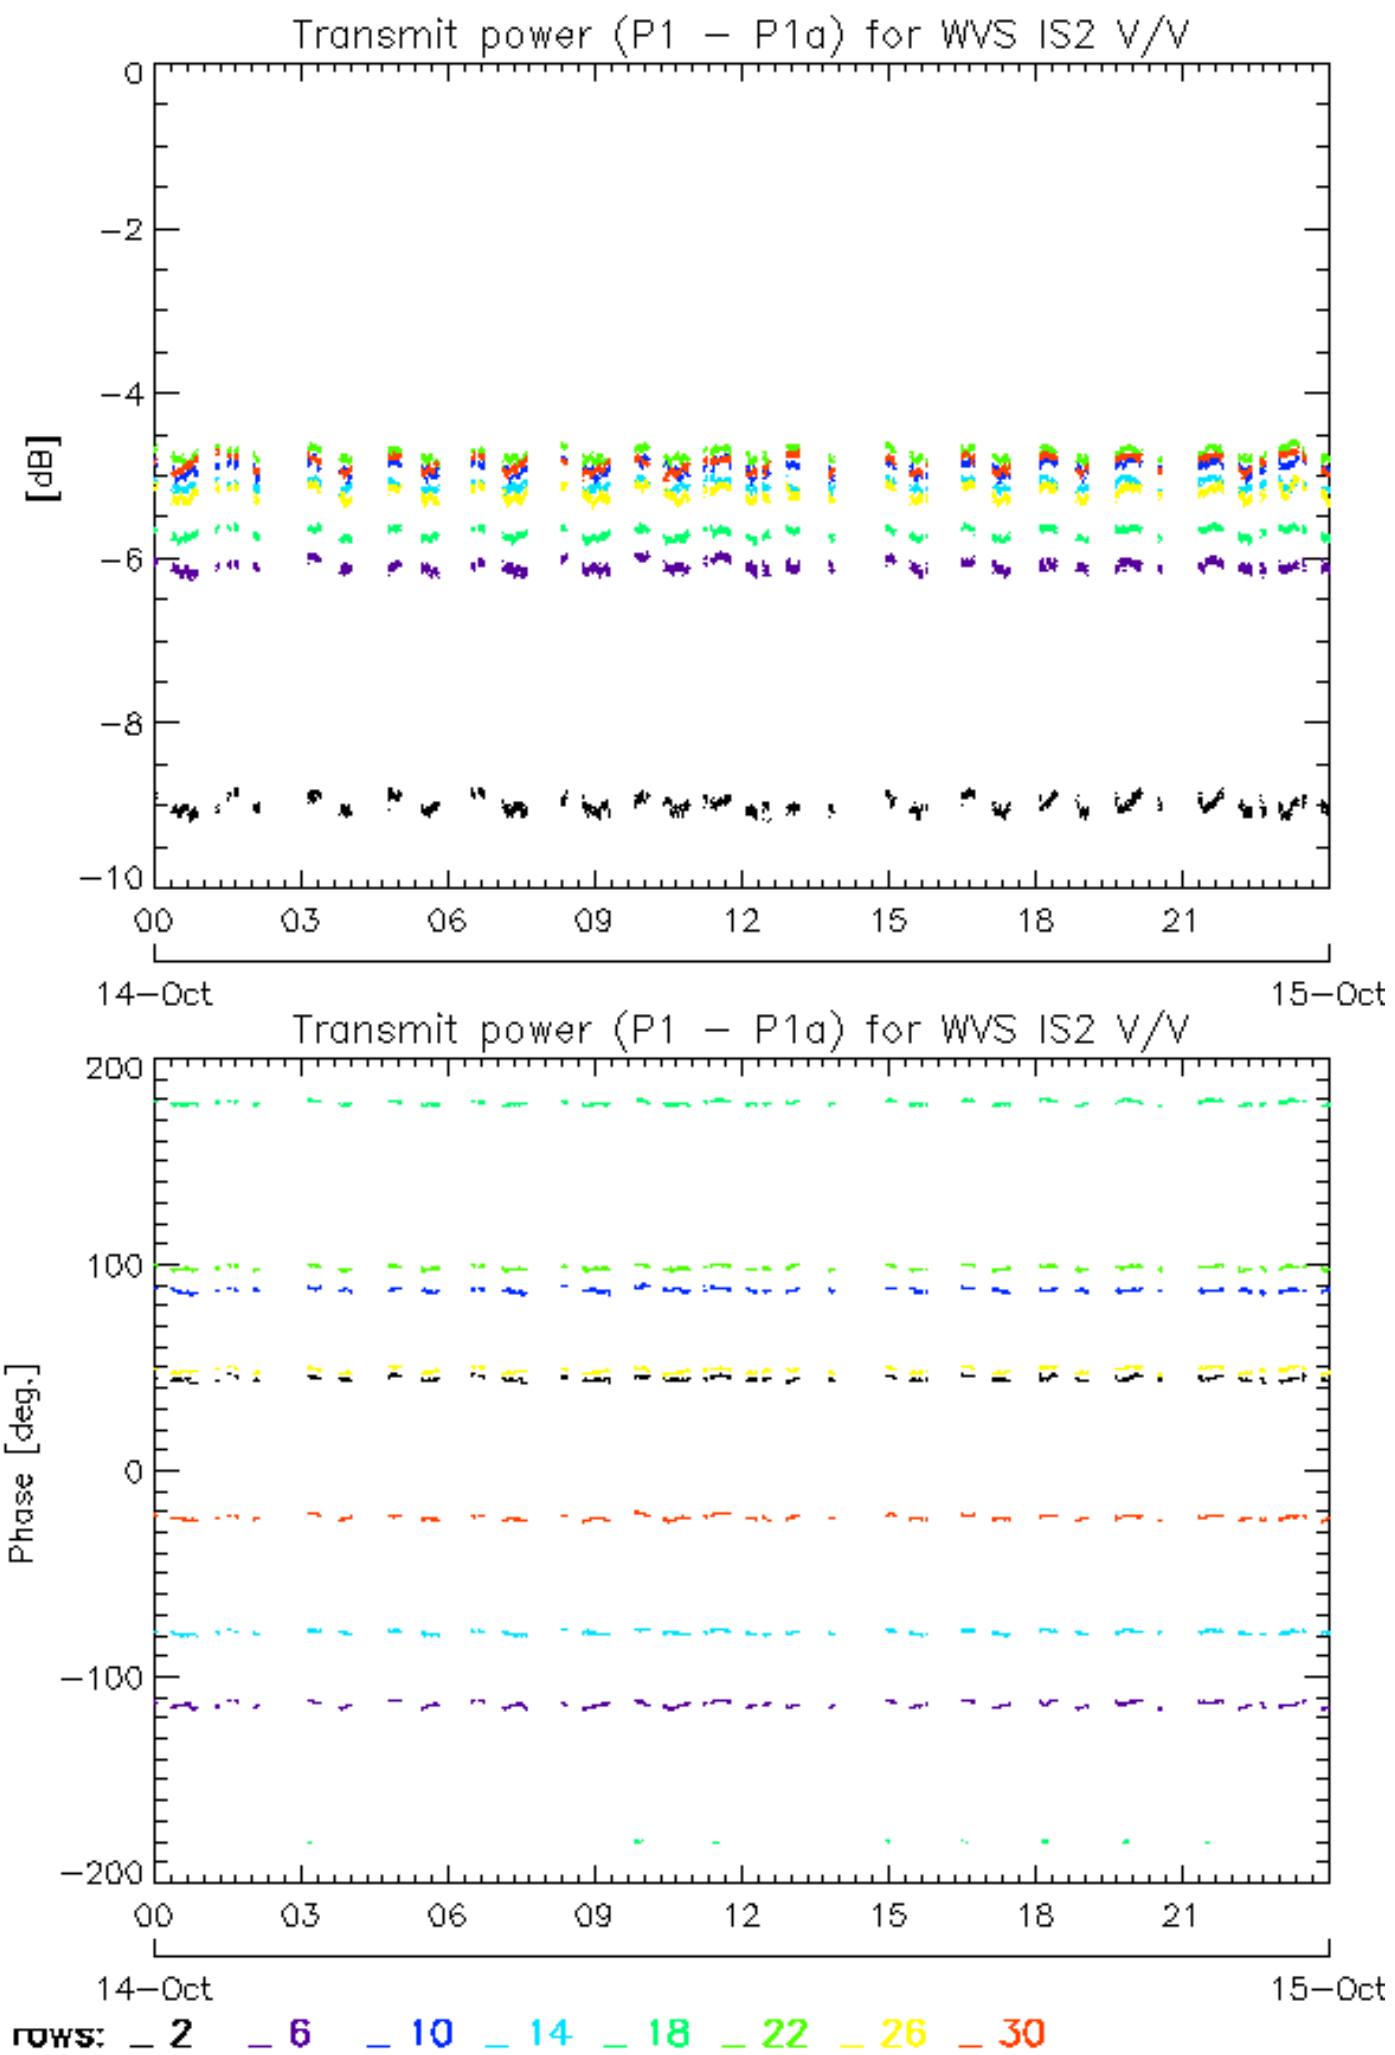 Transmit power (P1 − P1a) for WVS IS2 V/V
0
−2
−4
[dB]
−6
−8
−10
00 03 06 09 12 15 18 21
14−Oct 15−Oct
Transmit power (P1 − P1a) for WVS IS2 V/V
200
100
Phase [deg.]
0
−100
−200
00 03 06 09 12 15 18 21
14−Oct 15−Oct
rows: _ 2 _ 6 _ 10 _ 14 _ 18 _ 22 _ 26 _ 30